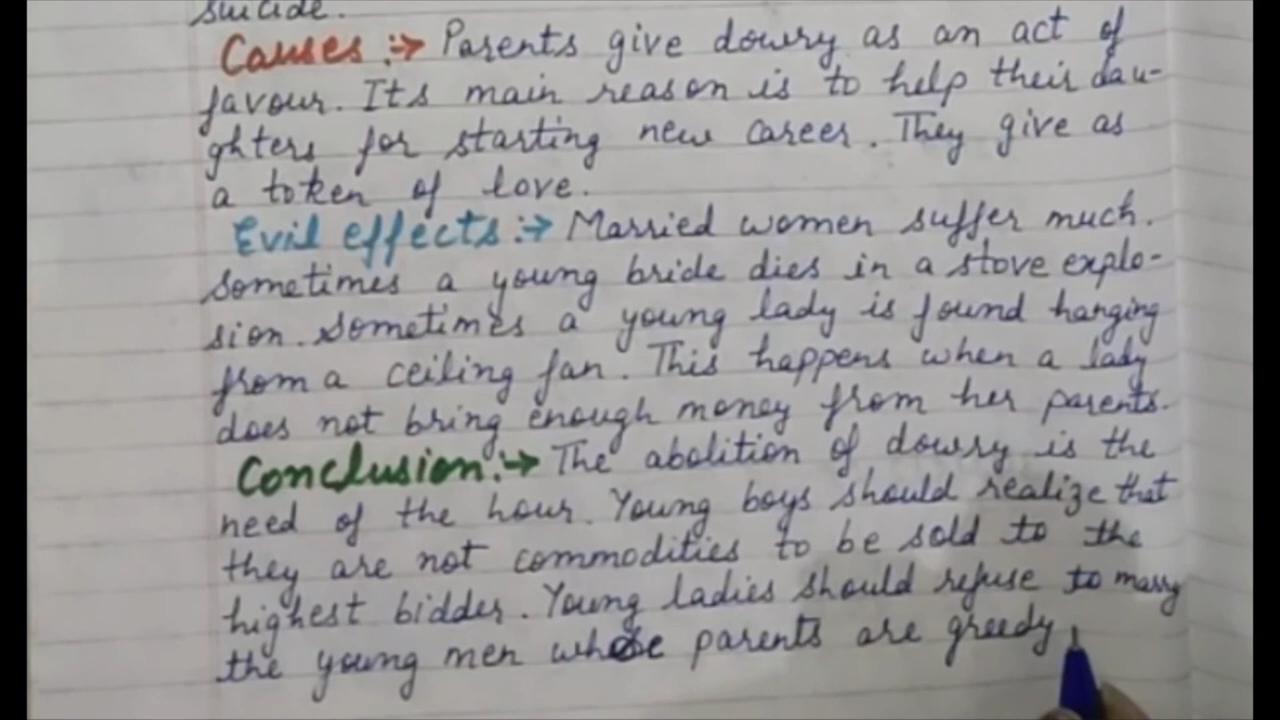 suicide.
Causes :→ Parents give dowry as an act of
favour. Its main reason is to help their dau-
ghters for starting new career. They give as
a token of love.
Evil effects :→ Married women suffer much.
Sometimes a young bride dies in a stove explo-
sion. Sometimes a young lady is found hanging
from a ceiling fan. This happens when a lady
does not bring enough money from her parents.
Conclusion :→ The abolition of dowry is the
need of the hour. Young boys should realize that
they are not commodities to be sold to the
highest bidder. Young ladies should refuse to marry
the young men whose parents are greedy